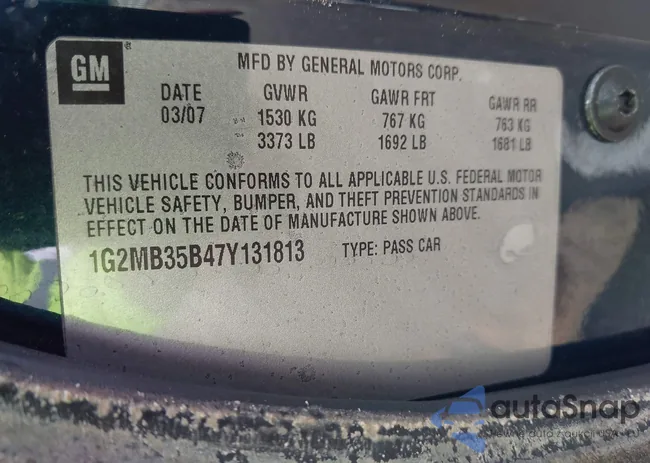 GM
MFD BY GENERAL MOTORS CORP.
DATE GVWR GAWR FRT GAWR RR
03/07 1530 KG 767 KG 763 KG
3373 LB 1692 LB 1681 LB
THIS VEHICLE CONFORMS TO ALL APPLICABLE U.S. FEDERAL MOTOR
VEHICLE SAFETY, BUMPER, AND THEFT PREVENTION STANDARDS IN
EFFECT ON THE DATE OF MANUFACTURE SHOWN ABOVE.
1G2MB35B47Y131813 TYPE: PASS CAR
autoSnap